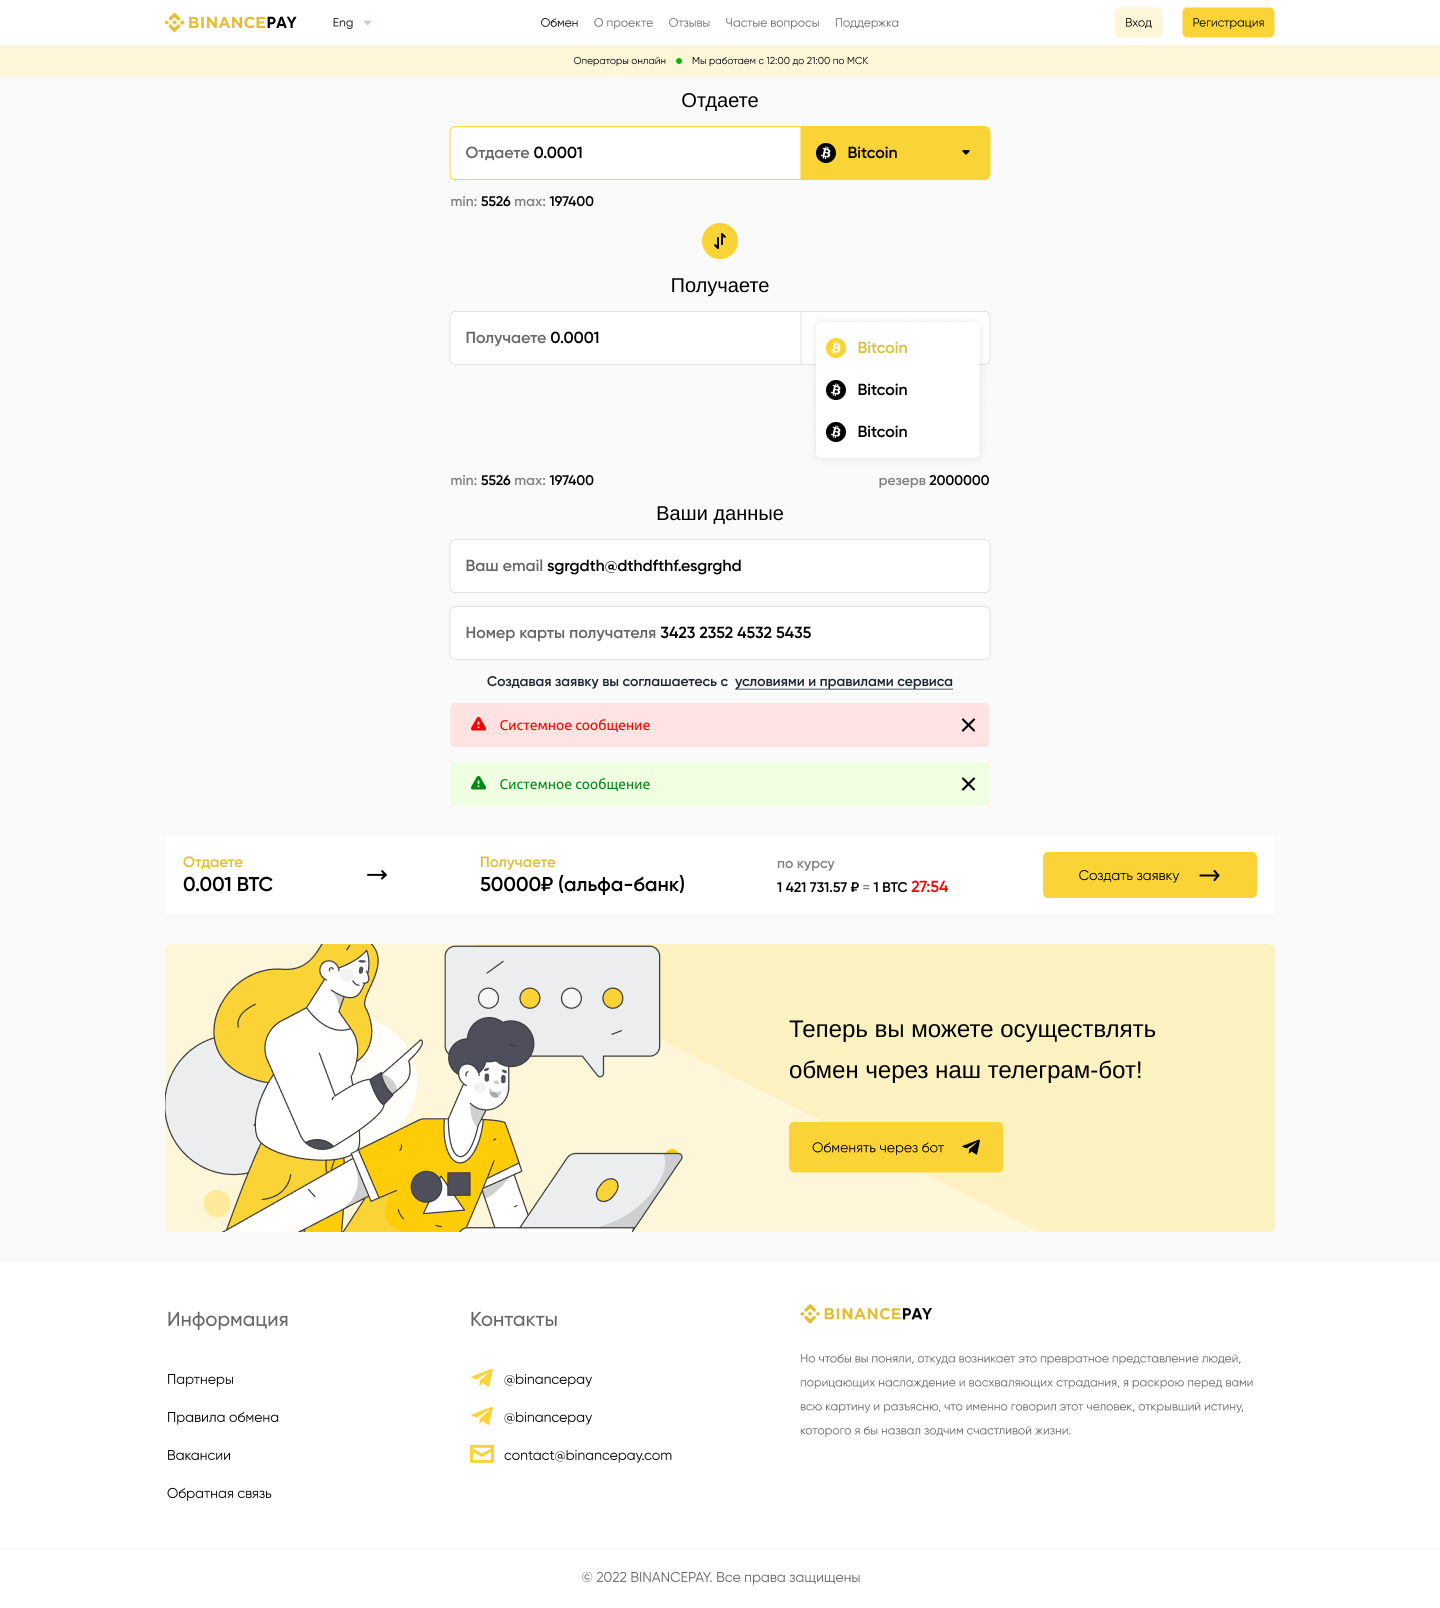 BINANCEPAY Eng Обмен О проекте Отзывы Частые вопросы Поддержка Вход Регистрация
Операторы онлайн Мы работаем с 12:00 до 21:00 по МСК
Отдаете
Отдаете 0.0001 Bitcoin
min: 5526 max: 197400
Получаете
Получаете 0.0001
Bitcoin
Bitcoin
Bitcoin
min: 5526 max: 197400 резерв 2000000
Ваши данные
Ваш email sgrgdth@dthdfthf.esgrghd
Номер карты получателя 3423 2352 4532 5435
Создавая заявку вы соглашаетесь с условиями и правилами сервиса
Системное сообщение
Системное сообщение
Отдаете
0.001 BTC
Получаете
50000₽ (альфа-банк)
по курсу
1 421 731.57 ₽ = 1 BTC 27:54
Создать заявку
Теперь вы можете осуществлять
обмен через наш телеграм-бот!
Обменять через бот
Информация
Партнеры
Правила обмена
Вакансии
Обратная связь
Контакты
@binancepay
@binancepay
contact@binancepay.com
BINANCEPAY
Но чтобы вы поняли, откуда возникает это превратное представление людей,
порицающих наслаждение и восхваляющих страдания, я раскрою перед вами
всю картину и разъясню, что именно говорил этот человек, открывший истину,
которого я бы назвал зодчим счастливой жизни.
© 2022 BINANCEPAY. Все права защищены